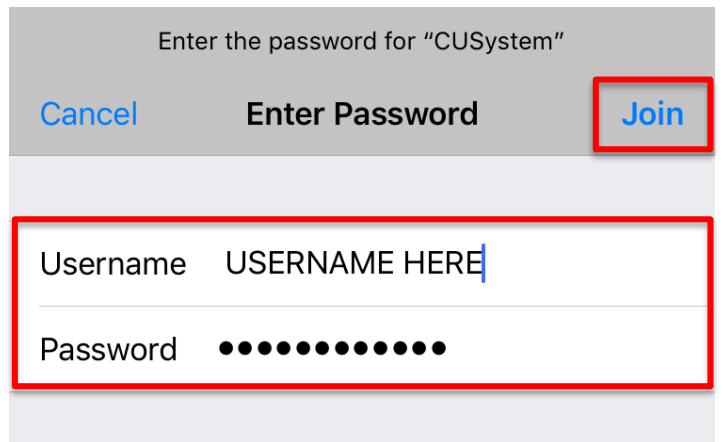 Enter the password for “CUSystem”
Cancel Enter Password Join
Username USERNAME HERE
Password ●●●●●●●●●●●●